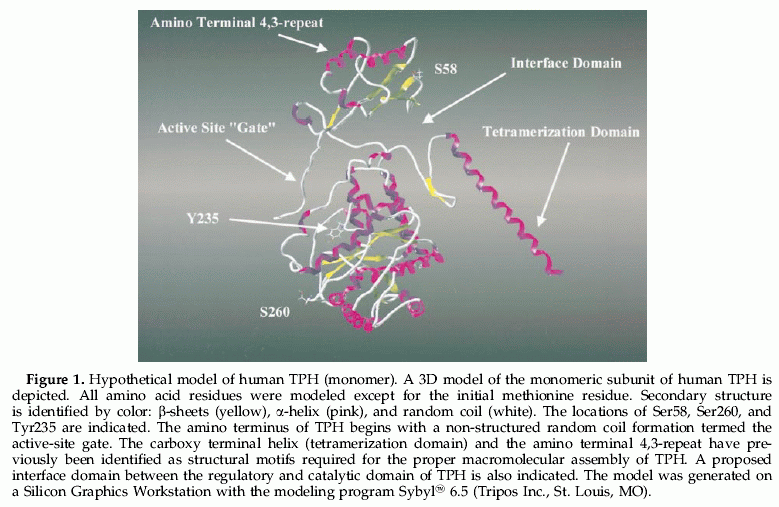 Amino Terminal 4,3-repeat
S58
Interface Domain
Active Site "Gate"
Tetramerization Domain
Y235
S260
Figure 1. Hypothetical model of human TPH (monomer). A 3D model of the monomeric subunit of human TPH is
depicted. All amino acid residues were modeled except for the initial methionine residue. Secondary structure
is identified by color: β-sheets (yellow), α-helix (pink), and random coil (white). The locations of Ser58, Ser260, and
Tyr235 are indicated. The amino terminus of TPH begins with a non-structured random coil formation termed the
active-site gate. The carboxy terminal helix (tetramerization domain) and the amino terminal 4,3-repeat have pre-
viously been identified as structural motifs required for the proper macromolecular assembly of TPH. A proposed
interface domain between the regulatory and catalytic domain of TPH is also indicated. The model was generated on
a Silicon Graphics Workstation with the modeling program Sybyl™ 6.5 (Tripos Inc., St. Louis, MO).